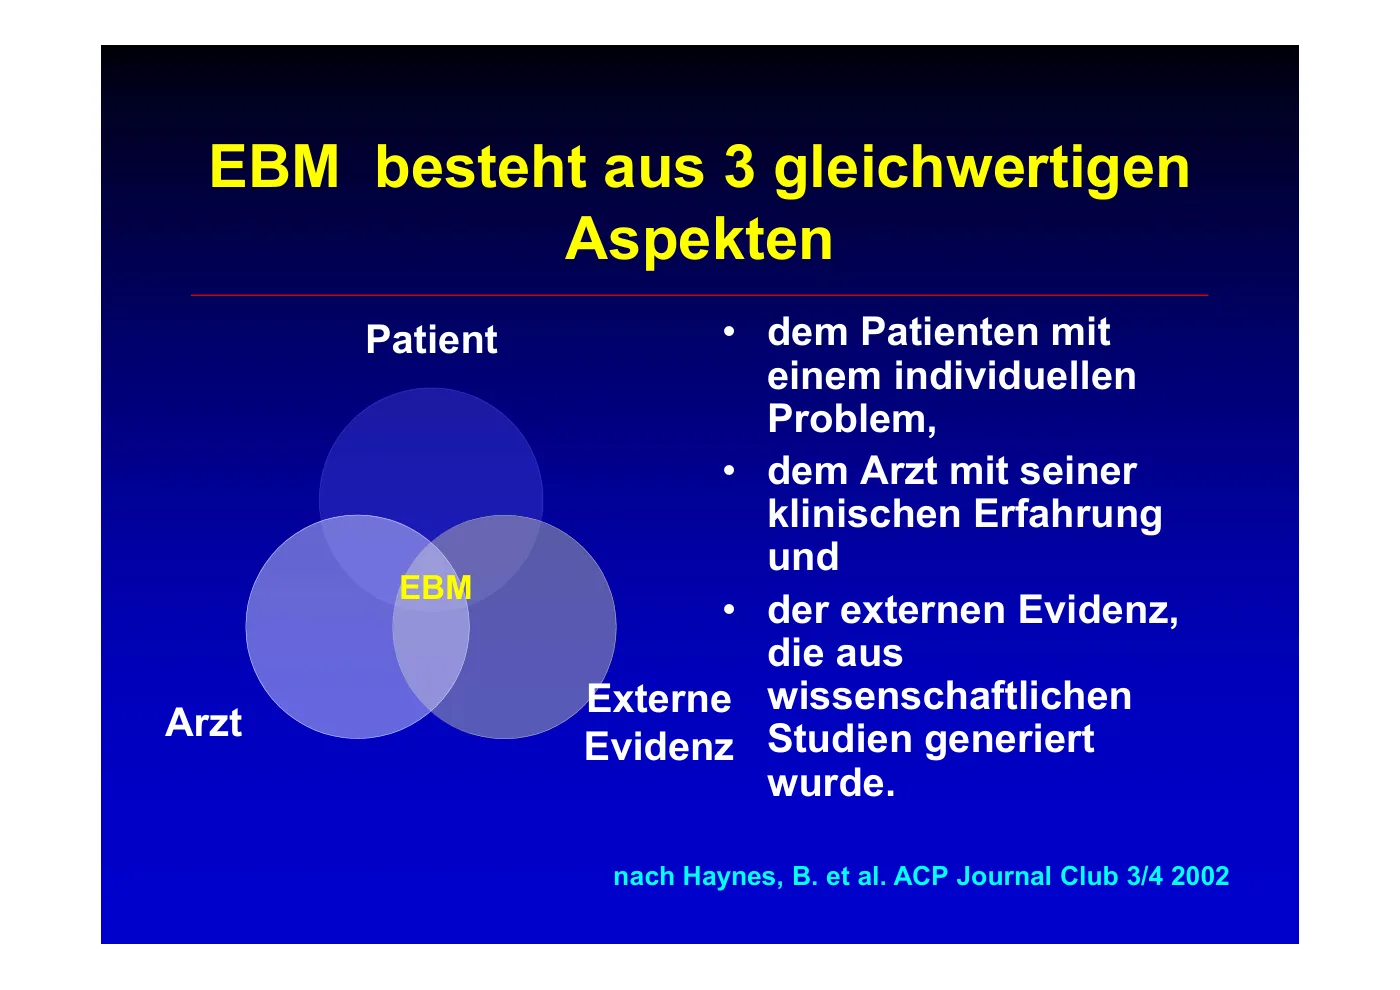 EBM besteht aus 3 gleichwertigen
Aspekten
Patient
EBM
Arzt
Externe
Evidenz
• dem Patienten mit
einem individuellen
Problem,
• dem Arzt mit seiner
klinischen Erfahrung
und
• der externen Evidenz,
die aus
wissenschaftlichen
Studien generiert
wurde.
nach Haynes, B. et al. ACP Journal Club 3/4 2002